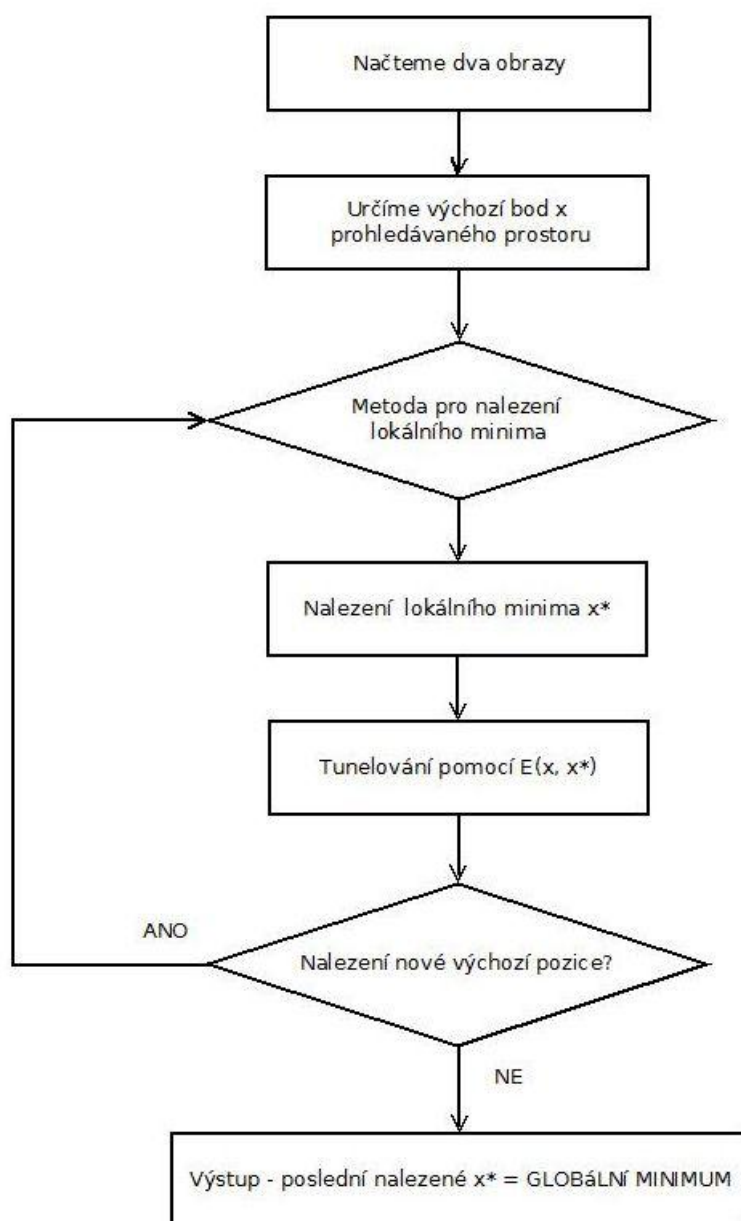 Načteme dva obrazy
Určíme výchozí bod x
prohledávaného prostoru
Metoda pro nalezení
lokálního minima
Nalezení lokálního minima x*
Tunelování pomocí E(x, x*)
ANO
Nalezení nové výchozí pozice?
NE
Výstup - poslední nalezené x* = GLOBáLNí MINIMUM